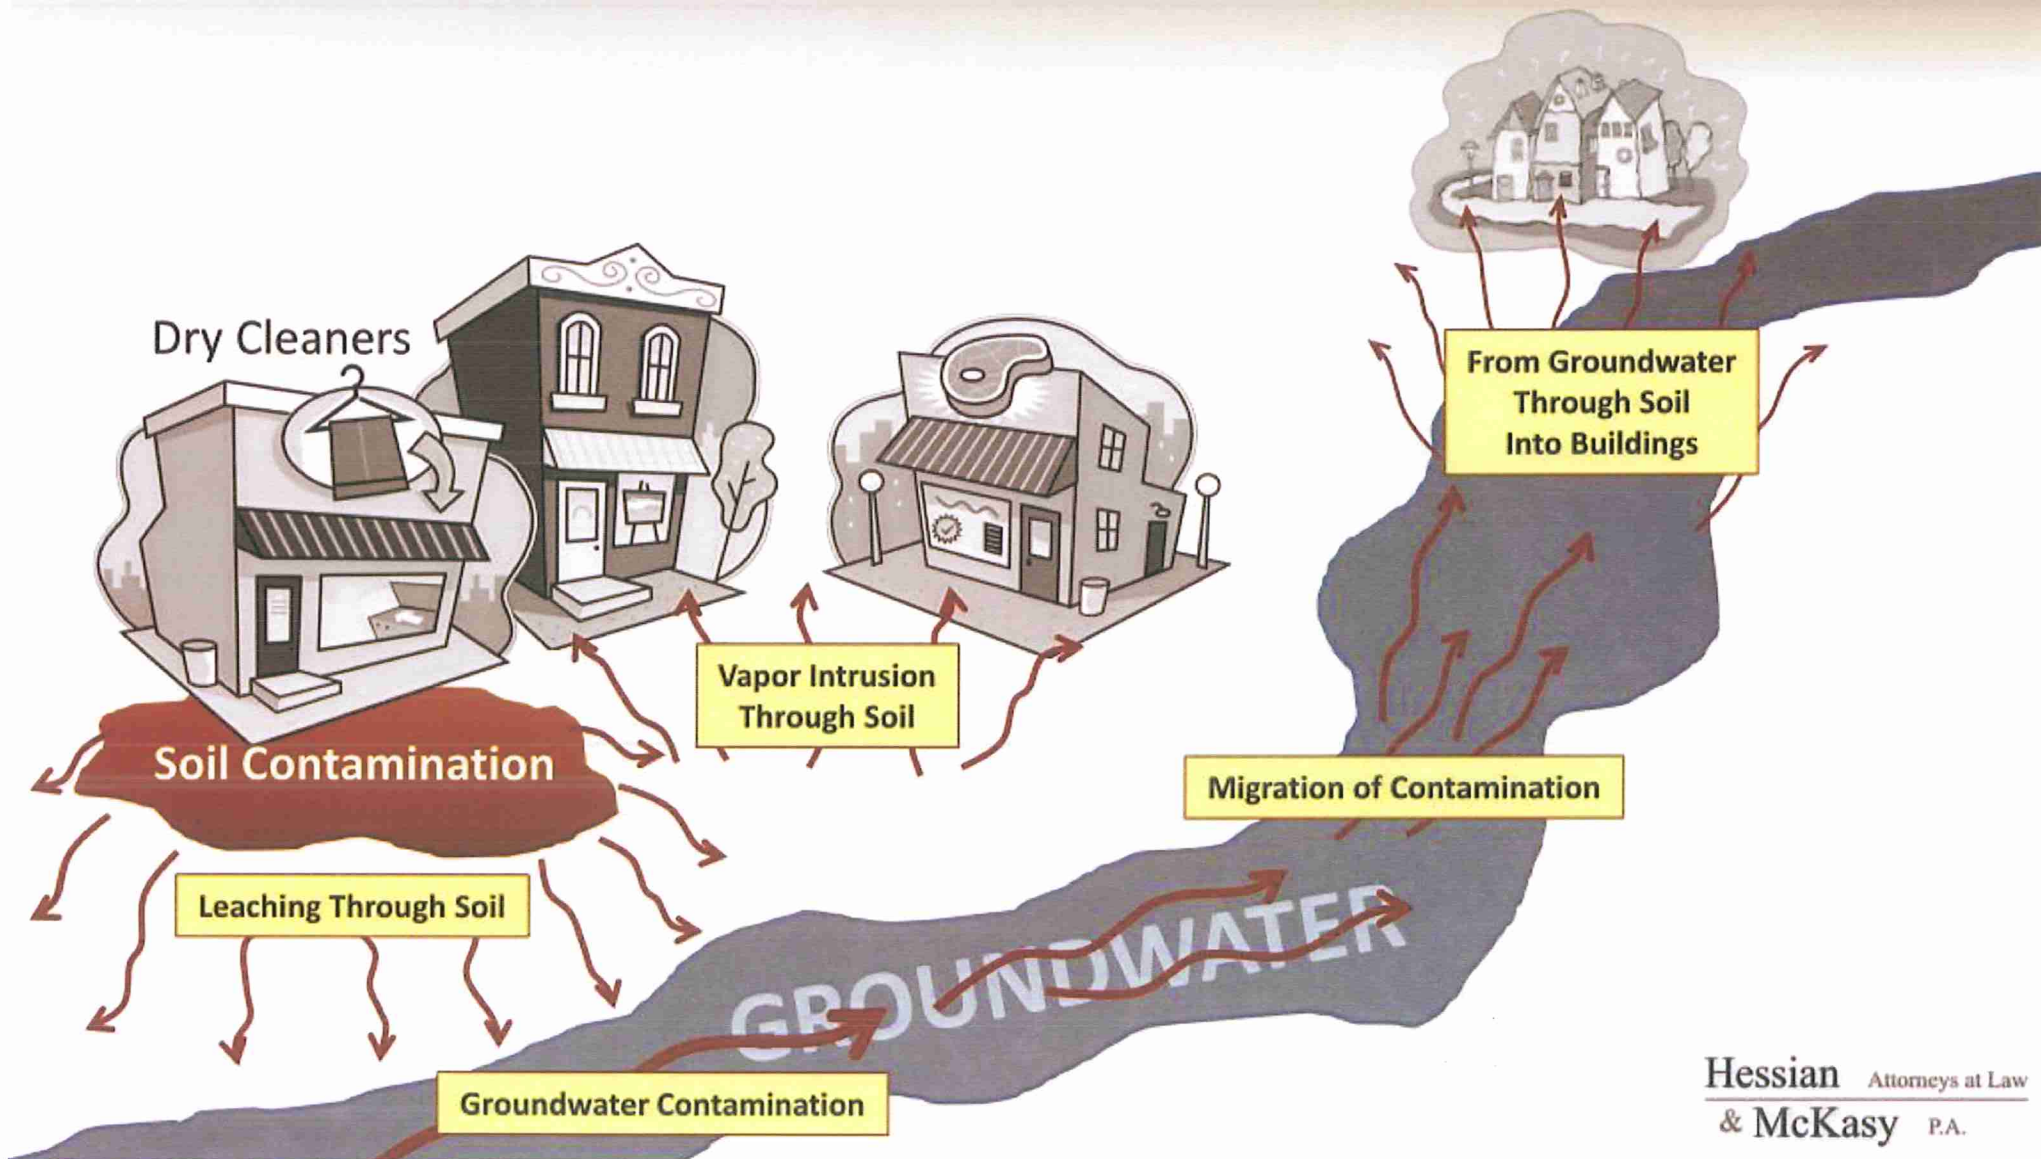 Dry Cleaners
From Groundwater
Through Soil
Into Buildings
Vapor Intrusion
Through Soil
Soil Contamination
Migration of Contamination
Leaching Through Soil
GROUNDWATER
Groundwater Contamination
Hessian Attorneys at Law
& McKasy P.A.